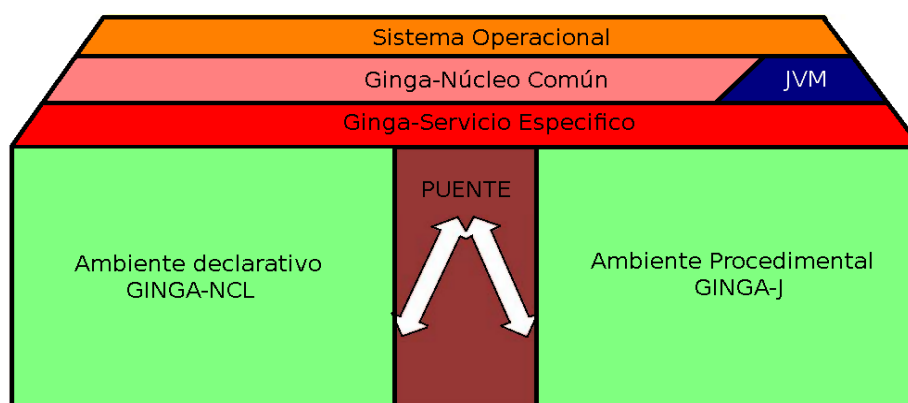 Sistema Operacional
Ginga-Núcleo Común
JVM
Ginga-Servicio Especifico
PUENTE
Ambiente declarativo
GINGA-NCL
Ambiente Procedimental
GINGA-J